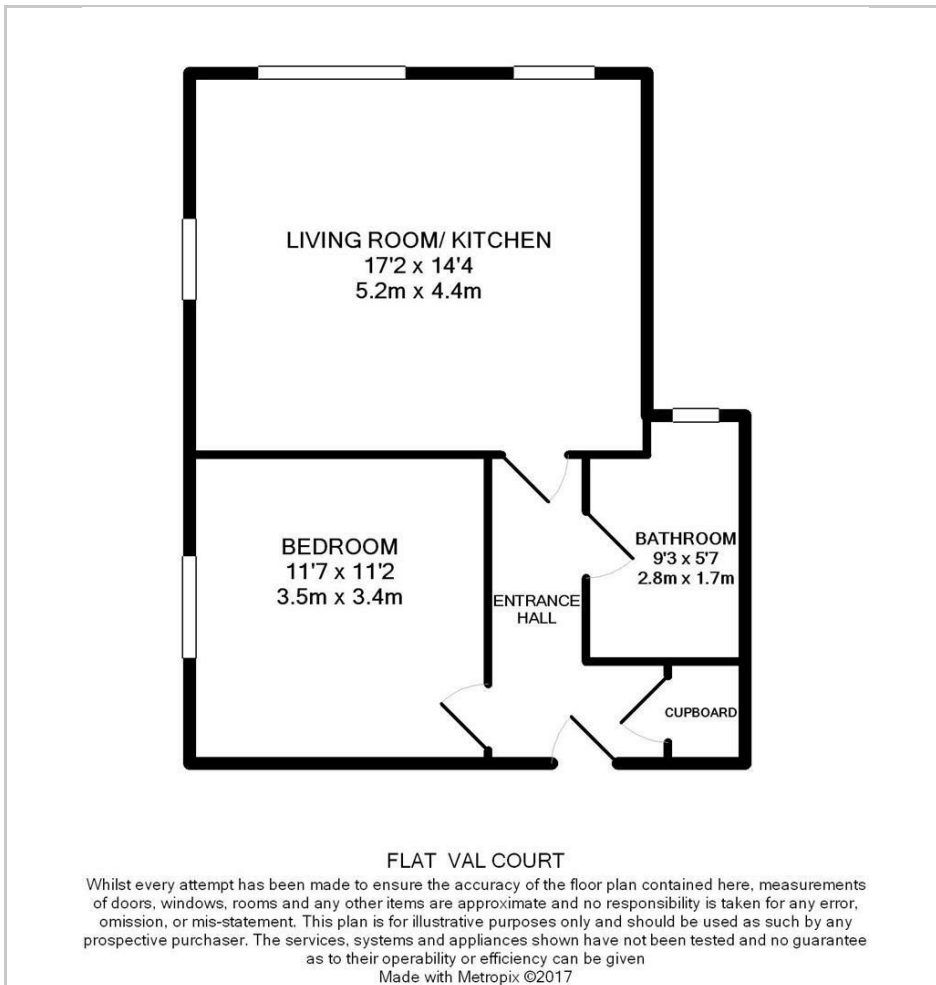 LIVING ROOM/ KITCHEN
17'2 x 14'4
5.2m x 4.4m
BEDROOM
11'7 x 11'2
3.5m x 3.4m
BATHROOM
9'3 x 5'7
2.8m x 1.7m
ENTRANCE
HALL
CUPBOARD
FLAT VAL COURT
Whilst every attempt has been made to ensure the accuracy of the floor plan contained here, measurements
of doors, windows, rooms and any other items are approximate and no responsibility is taken for any error,
omission, or mis-statement. This plan is for illustrative purposes only and should be used as such by any
prospective purchaser. The services, systems and appliances shown have not been tested and no guarantee
as to their operability or efficiency can be given
Made with Metropix ©2017